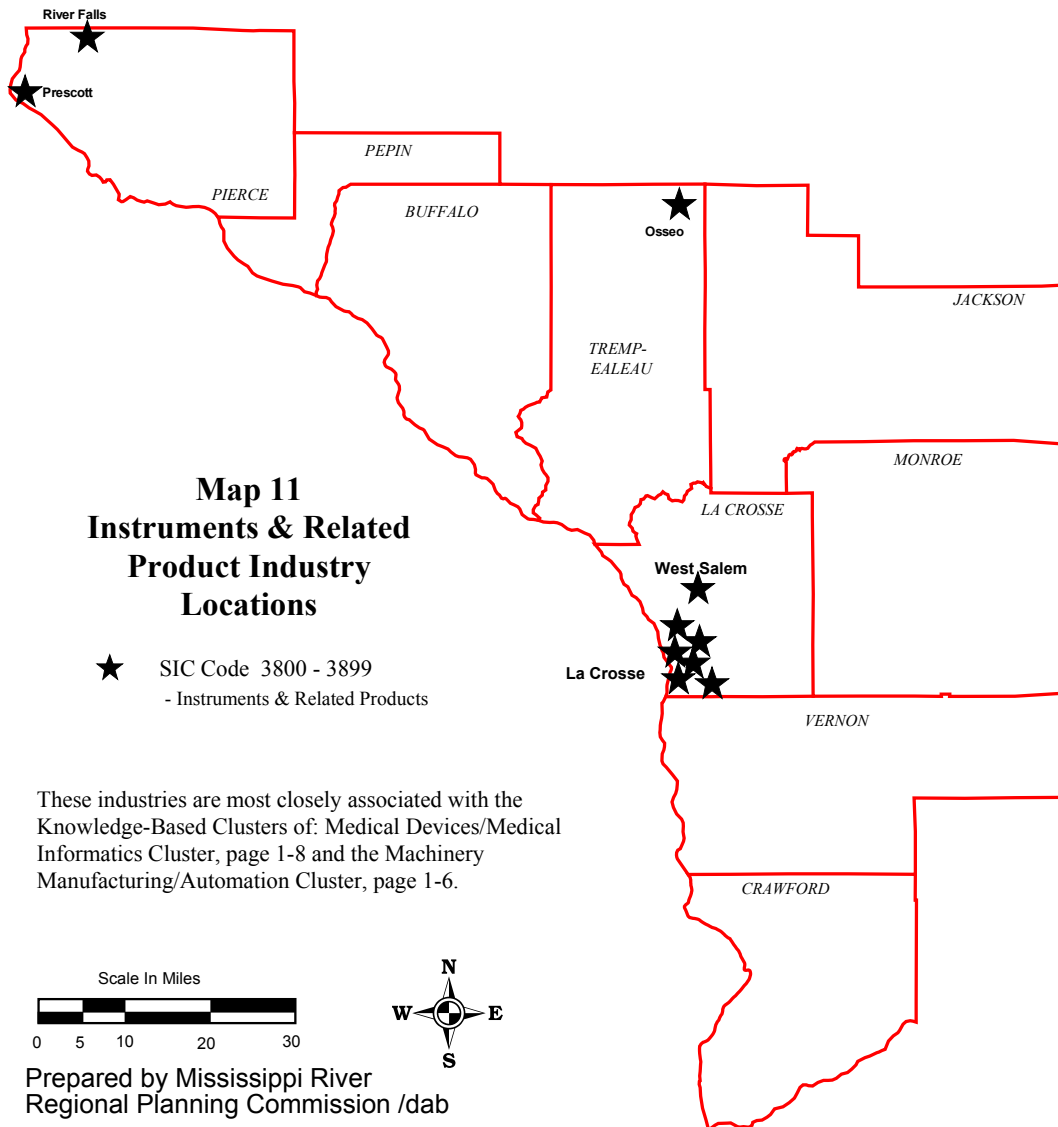 River Falls
Prescott
PEPIN
PIERCE
BUFFALO
Osseo
JACKSON
TREMP-
EALEAU
MONROE
LA CROSSE
Map 11
Instruments & Related
Product Industry
Locations
SIC Code 3800 - 3899
- Instruments & Related Products
West Salem
La Crosse
VERNON
These industries are most closely associated with the
Knowledge-Based Clusters of: Medical Devices/Medical
Informatics Cluster, page 1-8 and the Machinery
Manufacturing/Automation Cluster, page 1-6.
CRAWFORD
Scale In Miles
0 5 10 20 30
N
W E
S
Prepared by Mississippi River
Regional Planning Commission /dab